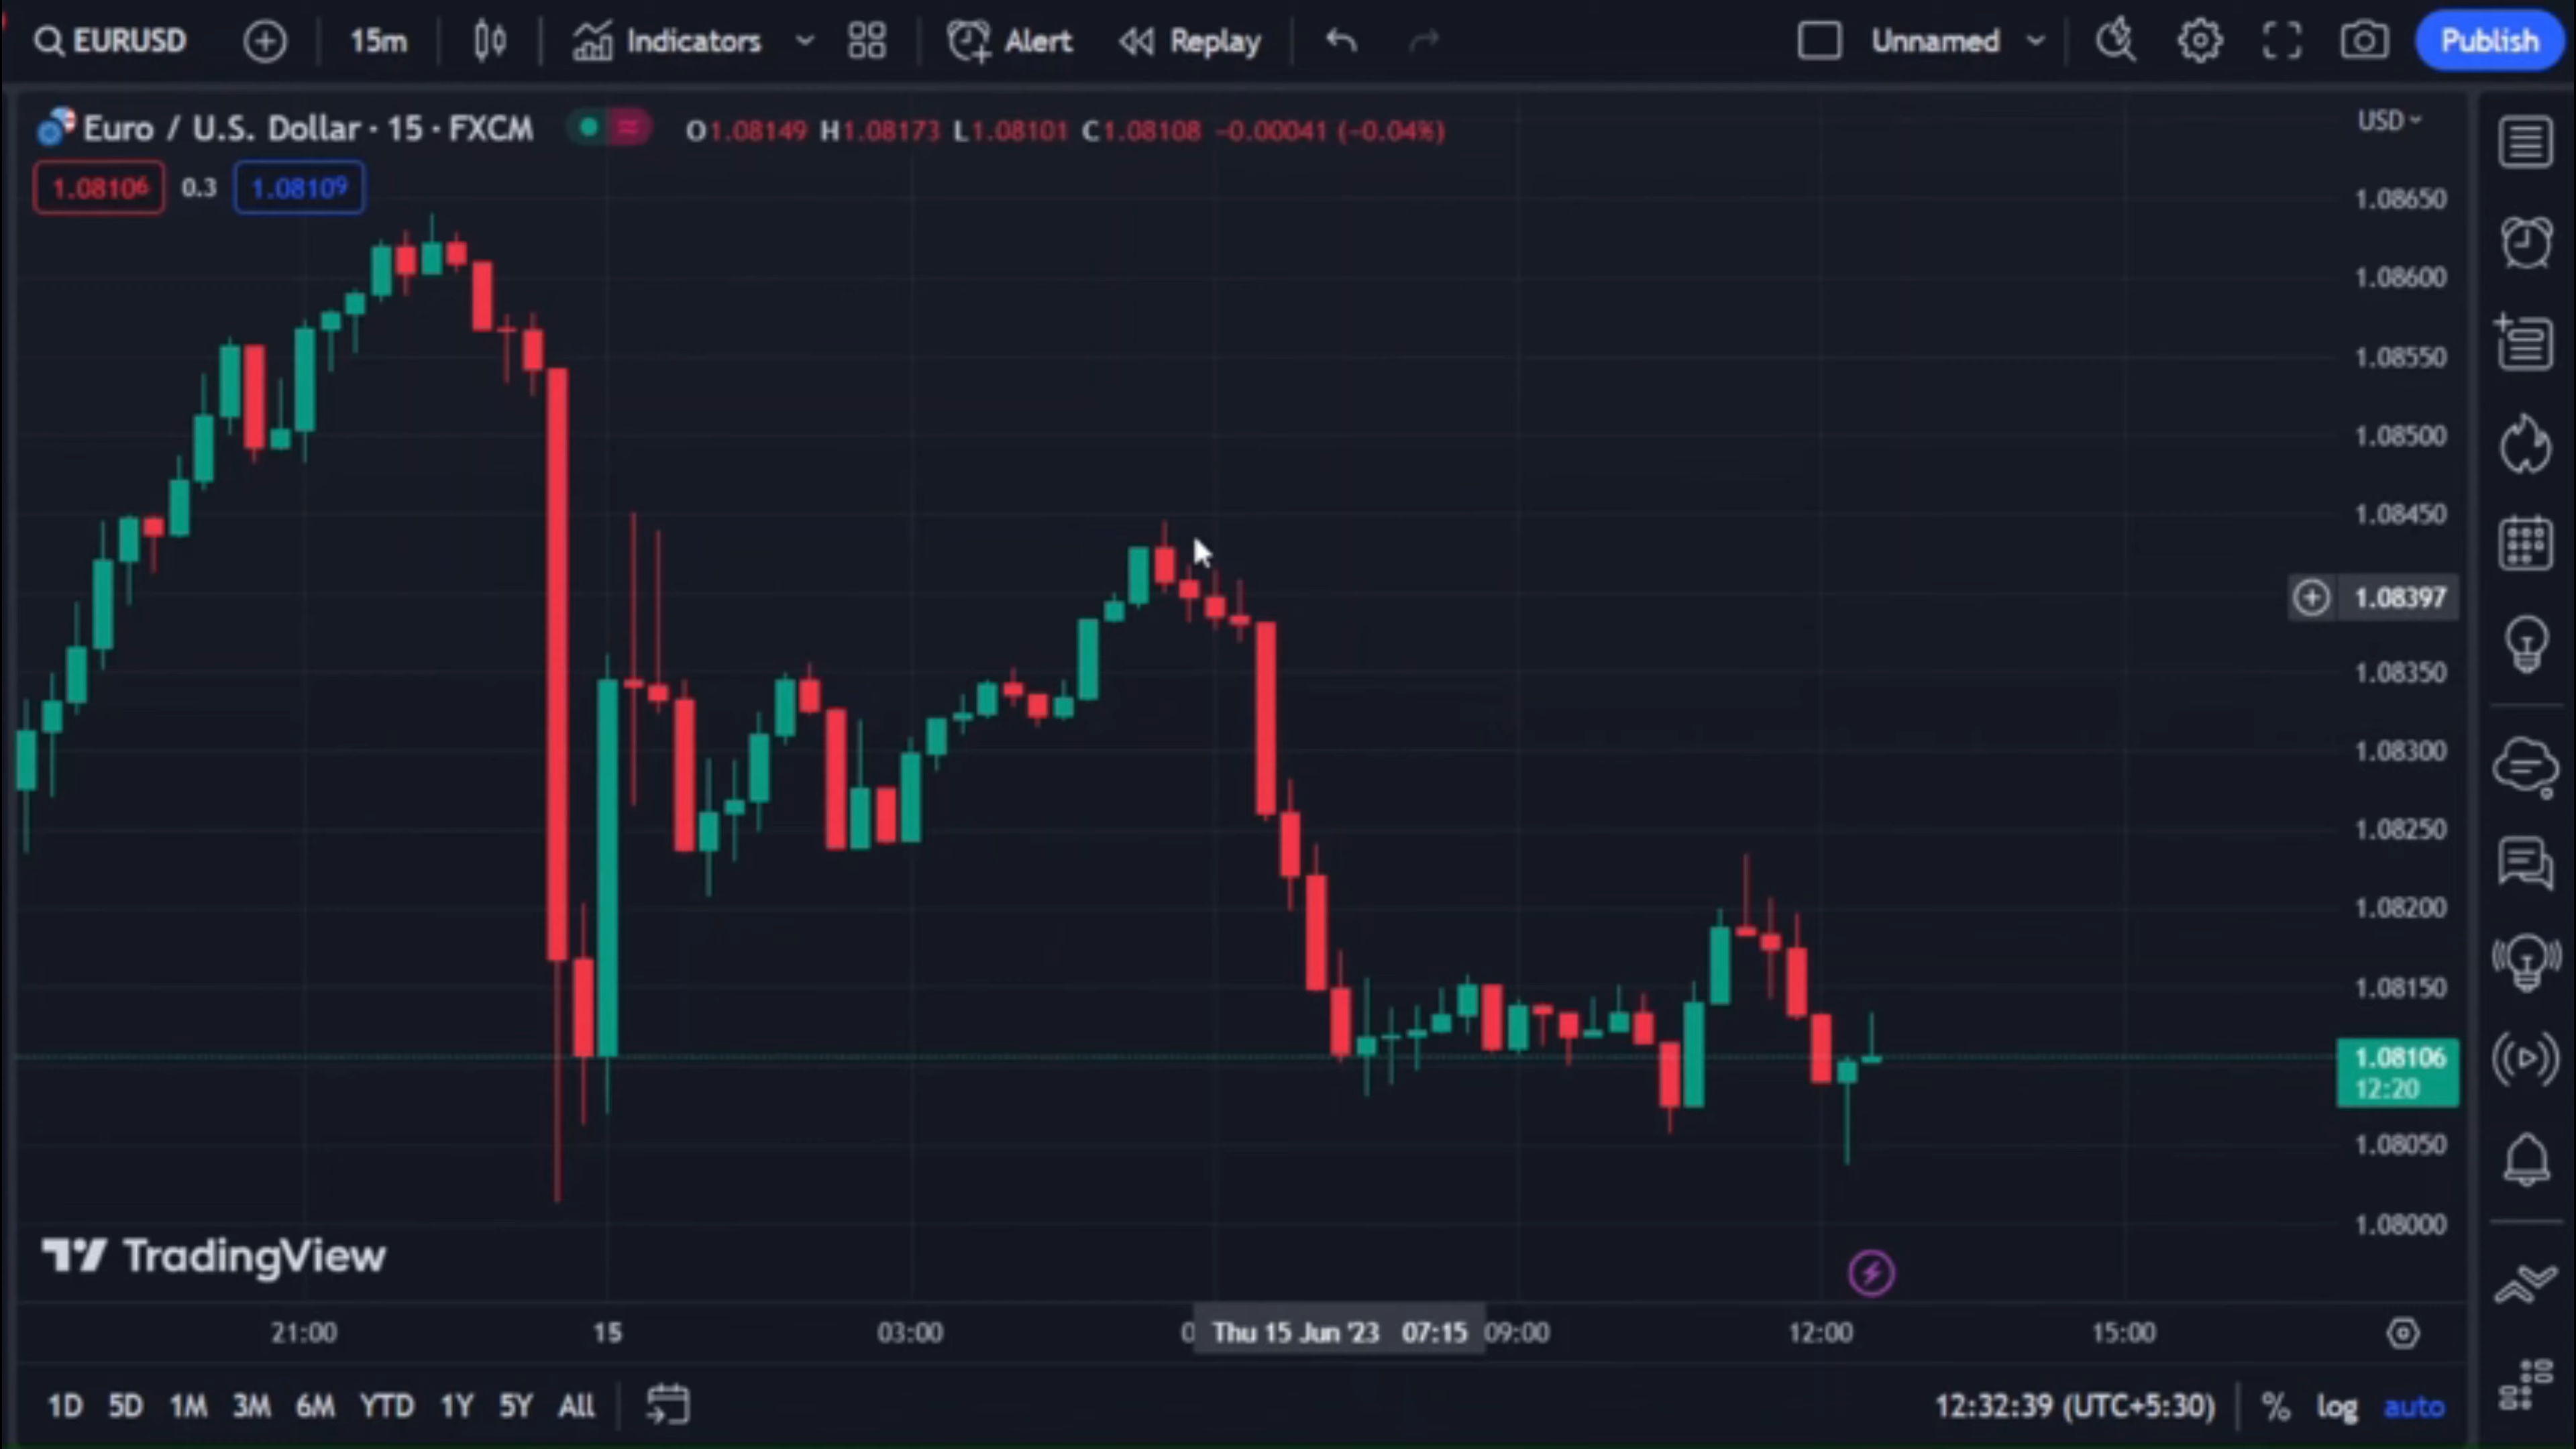 EURUSD 15m Indicators Alert Replay Unnamed Publish
Euro / U.S. Dollar · 15 · FXCM O1.08149 H1.08173 L1.08101 C1.08108 −0.00041 (−0.04%) USD
1.08106 0.3 1.08109
1.08650
1.08600
1.08550
1.08500
1.08450
1.08397
1.08350
1.08300
1.08250
1.08200
1.08150
1.08106
12:20
1.08050
1.08000
TradingView
21:00 15 03:00 0 Thu 15 Jun '23 07:15 09:00 12:00 15:00
1D 5D 1M 3M 6M YTD 1Y 5Y All 12:32:39 (UTC+5:30) % log auto